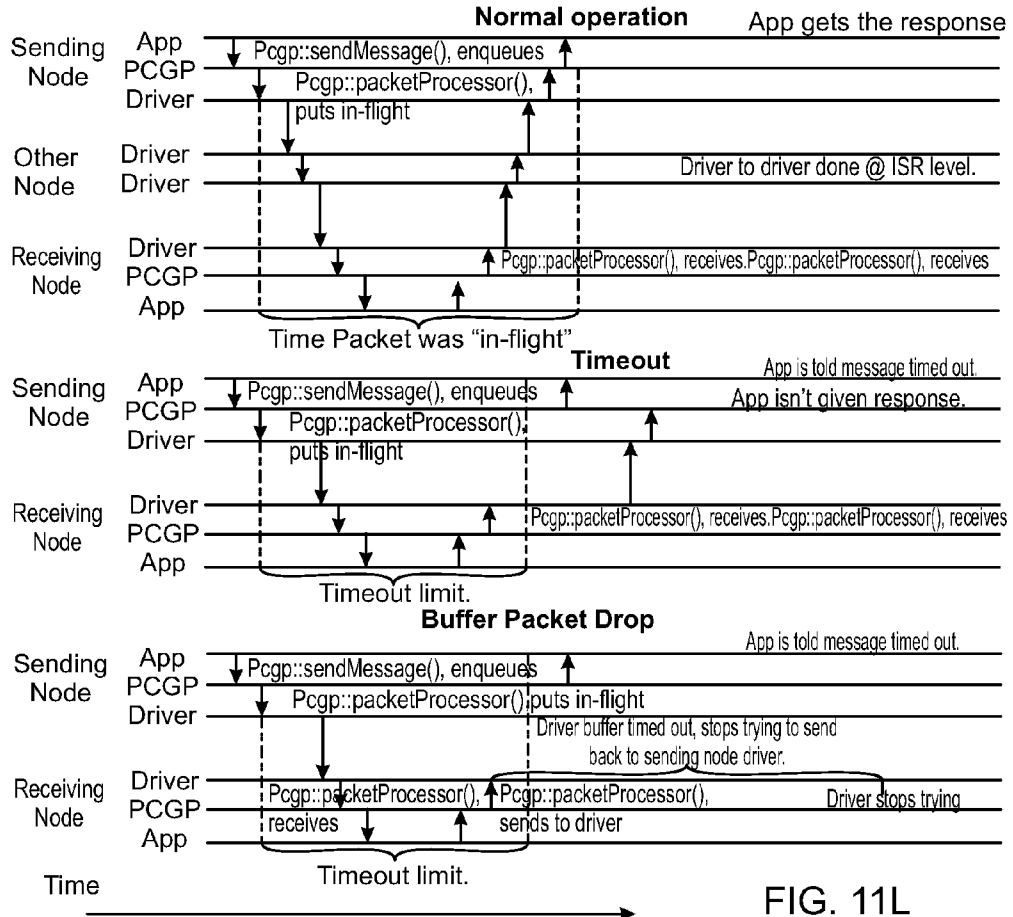 Normal operation
App gets the response
Sending
Node
App
Pcgp::sendMessage(), enqueues
PCGP
Pcgp::packetProcessor(),
Driver
puts in-flight
Other
Node
Driver
Driver to driver done @ ISR level.
Driver
Receiving
Node
Driver
Pcgp::packetProcessor(), receives.Pcgp::packetProcessor(), receives
PCGP
App
Time Packet was “in-flight”
Timeout
Sending
Node
App
App is told message timed out.
Pcgp::sendMessage(), enqueues
App isn’t given response.
PCGP
Pcgp::packetProcessor(),
Driver
puts in-flight
Receiving
Node
Driver
Pcgp::packetProcessor(), receives.Pcgp::packetProcessor(), receives
PCGP
App
Timeout limit.
Buffer Packet Drop
Sending
Node
App
App is told message timed out.
Pcgp::sendMessage(), enqueues
PCGP
Pcgp::packetProcessor(),puts in-flight
Driver
Driver buffer timed out, stops trying to send
back to sending node driver.
Receiving
Node
Driver
Pcgp::packetProcessor(),
receives
Pcgp::packetProcessor(),
sends to driver
Driver stops trying
PCGP
App
Timeout limit.
Time
FIG. 11L